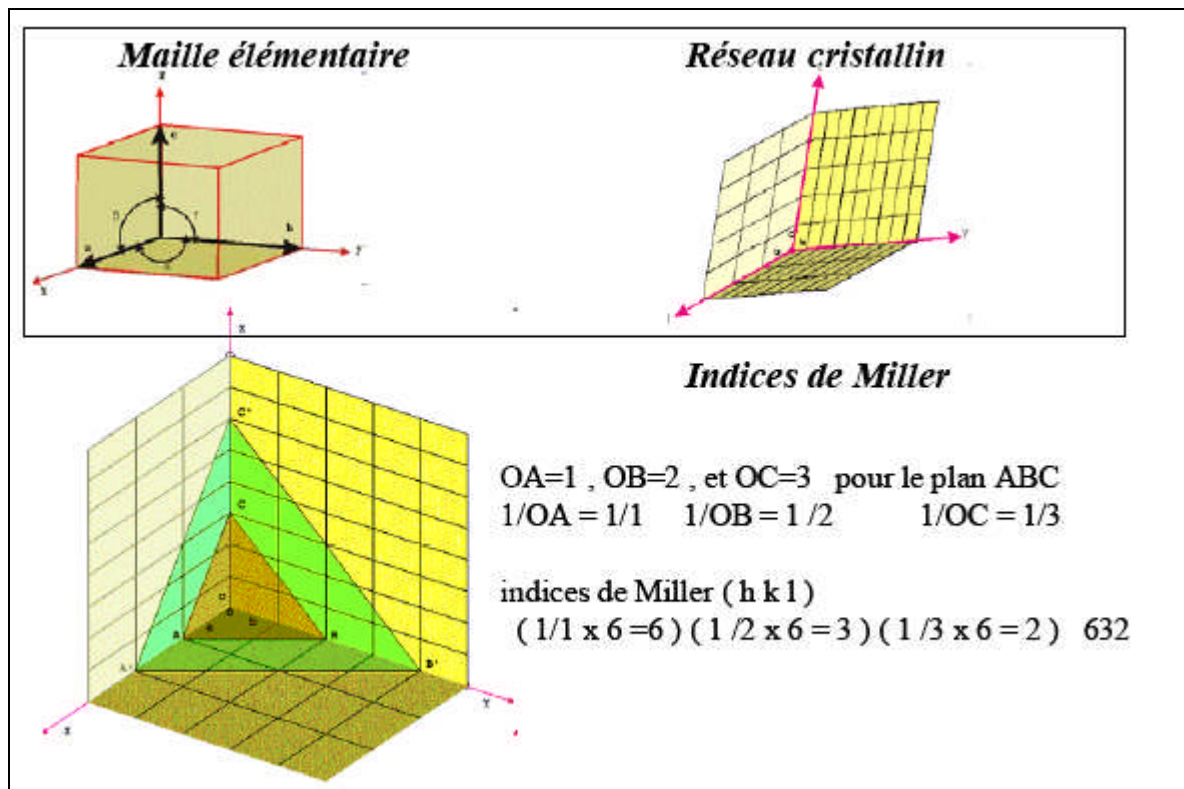 Maille élémentaire
Réseau cristallin
z
c
b
a
x
Y
Y
Indices de Miller
z
C'
C
A
B
A'
B'
X
Y
OA=1 , OB=2 , et OC=3 pour le plan ABC
1/OA = 1/1 1/OB = 1 /2 1/OC = 1/3
indices de Miller ( h k l )
( 1/1 x 6 =6 ) ( 1 /2 x 6 = 3 ) ( 1 /3 x 6 = 2 ) 632